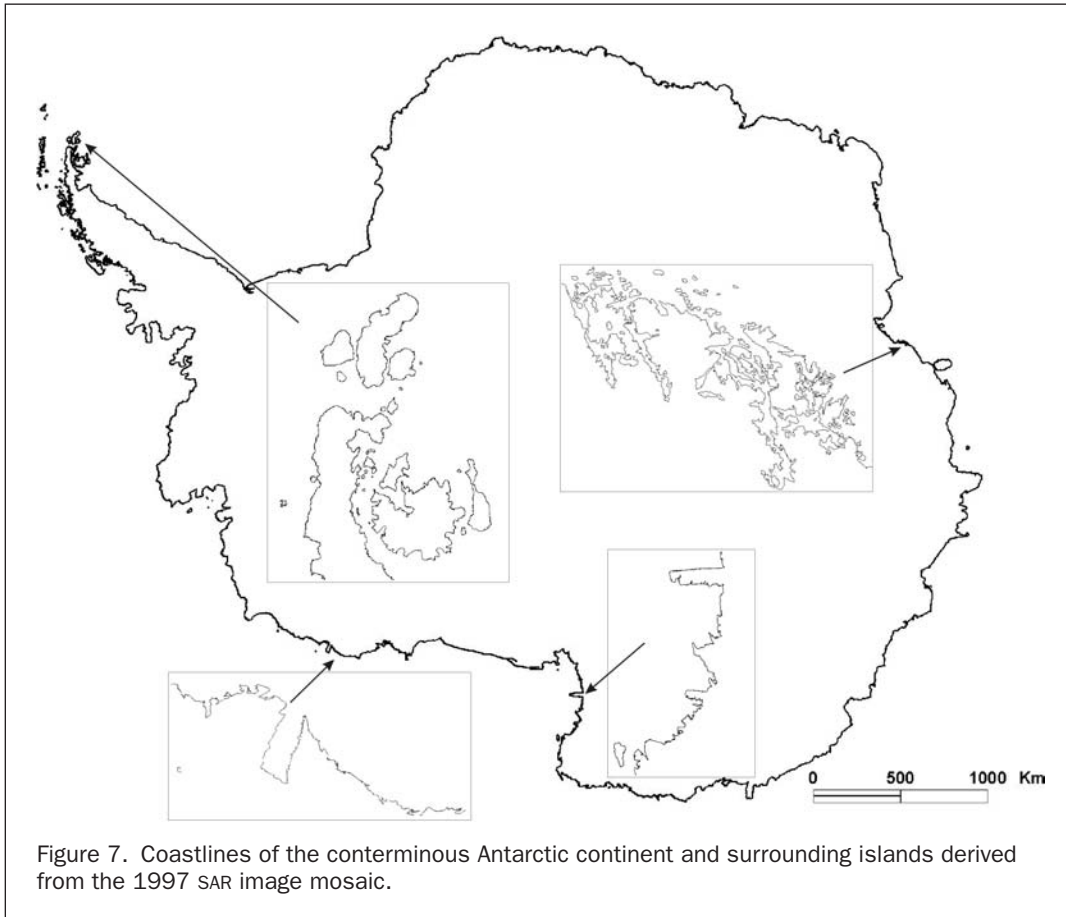 0 500 1000 Km
Figure 7. Coastlines of the conterminous Antarctic continent and surrounding islands derived
from the 1997 SAR image mosaic.